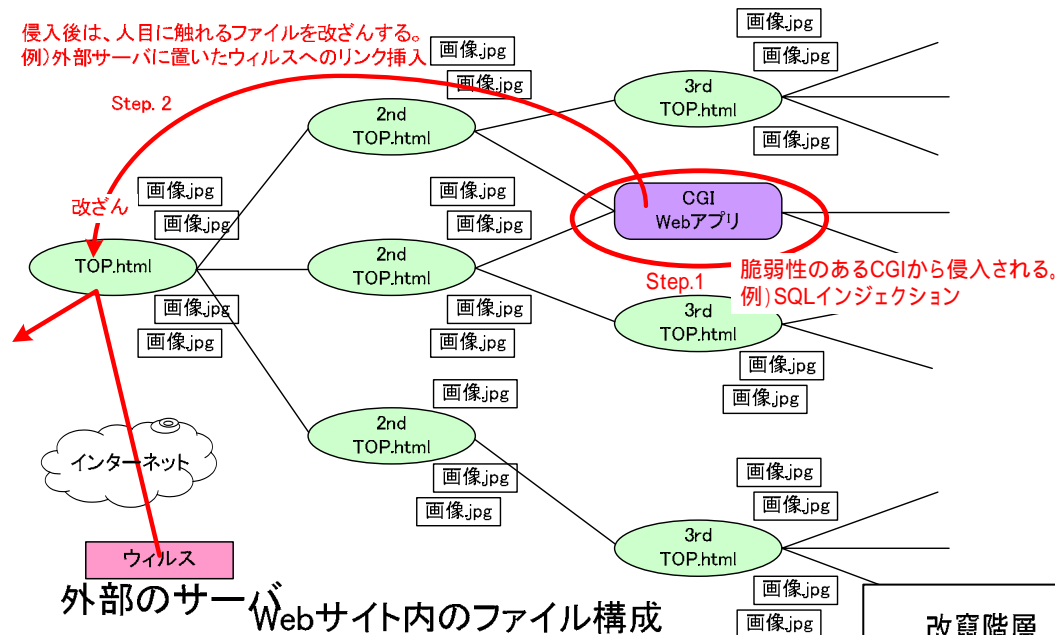 侵入後は、人目に触れるファイルを改ざんする。
例)外部サーバに置いたウィルスへのリンク挿入
Step. 2
改ざん
TOP.html
画像.jpg
画像.jpg
画像.jpg
画像.jpg
インターネット
ウィルス
外部のサーバ
画像.jpg
画像.jpg
2nd
TOP.html
画像.jpg
画像.jpg
2nd
TOP.html
画像.jpg
画像.jpg
画像.jpg
2nd
TOP.html
画像.jpg
画像.jpg
画像.jpg
画像.jpg
3rd
TOP.html
画像.jpg
CGI
Webアプリ
Step.1
脆弱性のあるCGIから侵入される。
例)SQLインジェクション
3rd
TOP.html
画像.jpg
画像.jpg
画像.jpg
画像.jpg
3rd
TOP.html
画像.jpg
画像.jpg
Webサイト内のファイル構成
改竄階層